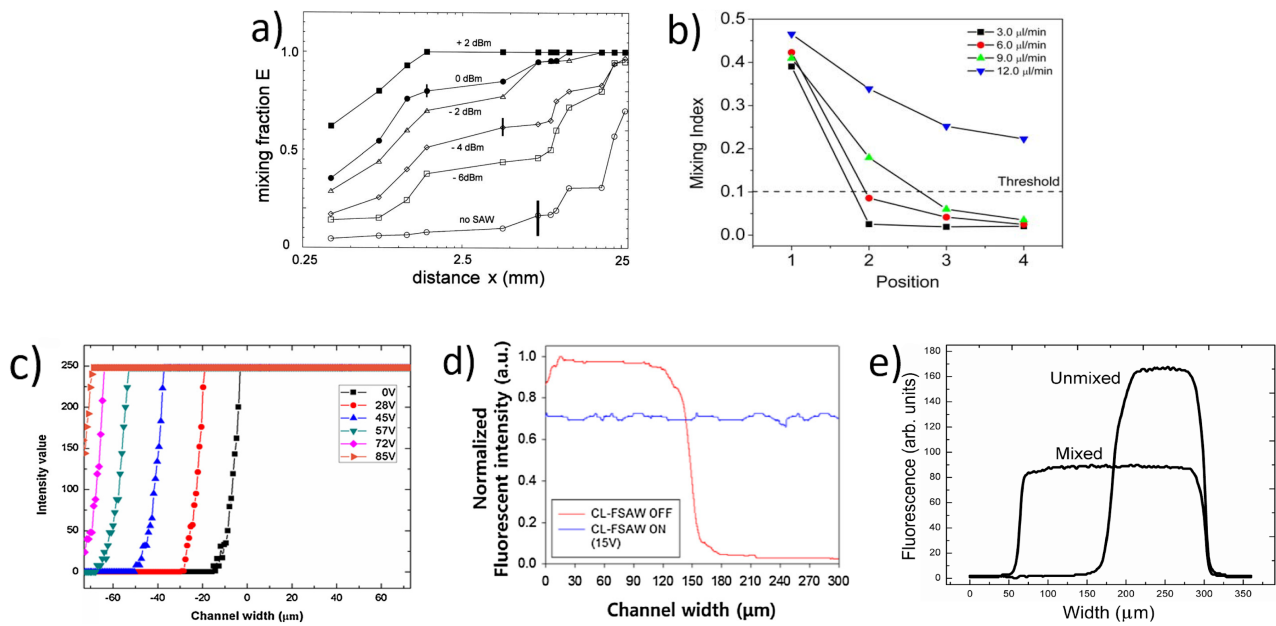 a)
mixing fraction E
1.0
0.5
0
+ 2 dBm
0 dBm
- 2 dBm
- 4 dBm
- 6dBm
no SAW
0.25
2.5
25
distance x (mm)
b)
Mixing Index
0.5
0.4
0.3
0.2
0.1
0.0
3.0 µl/min
6.0 µl/min
9.0 µl/min
12.0 µl/min
Threshold
1
2
3
4
Position
c)
Intensity value
250
200
150
100
50
0
0V
28V
45V
57V
72V
85V
-60
-40
-20
0
20
40
60
Channel width (µm)
d)
Normalized
Fluorescent intensity (a.u.)
1.0
0.8
0.6
0.4
0.2
0.0
CL-FSAW OFF
CL-FSAW ON
(15V)
0
30
60
90
120
150
180
210
240
270
300
Channel width (µm)
e)
Fluorescence (arb. units)
180
160
140
120
100
80
60
40
20
0
Unmixed
Mixed
0
50
100
150
200
250
300
350
Width (µm)